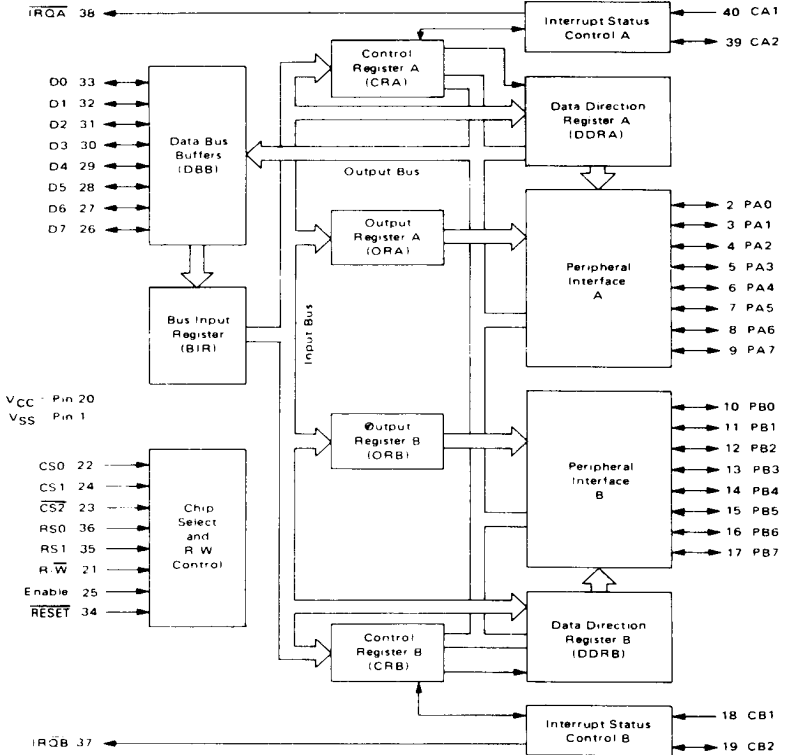 IRQA 38
Interrupt Status
Control A
40 CA1
39 CA2
Control
Register A
(CRA)
D0 33
D1 32
D2 31
D3 30
D4 29
D5 28
D6 27
D7 26
Data Bus
Buffers
(DBB)
Data Direction
Register A
(DDRA)
Output Bus
Output
Register A
(ORA)
Peripheral
Interface
A
2 PA0
3 PA1
4 PA2
5 PA3
6 PA4
7 PA5
8 PA6
9 PA7
Bus Input
Register
(BIR)
Input Bus
VCC Pin 20
VSS Pin 1
Output
Register B
(ORB)
Peripheral
Interface
B
10 PB0
11 PB1
12 PB2
13 PB3
14 PB4
15 PB5
16 PB6
17 PB7
CS0 22
CS1 24
CS2 23
RS0 36
RS1 35
R/W 21
Enable 25
RESET 34
Chip
Select
and
R W
Control
Control
Register B
(CRB)
Data Direction
Register B
(DDRB)
Interrupt Status
Control B
18 CB1
19 CB2
IRQB 37